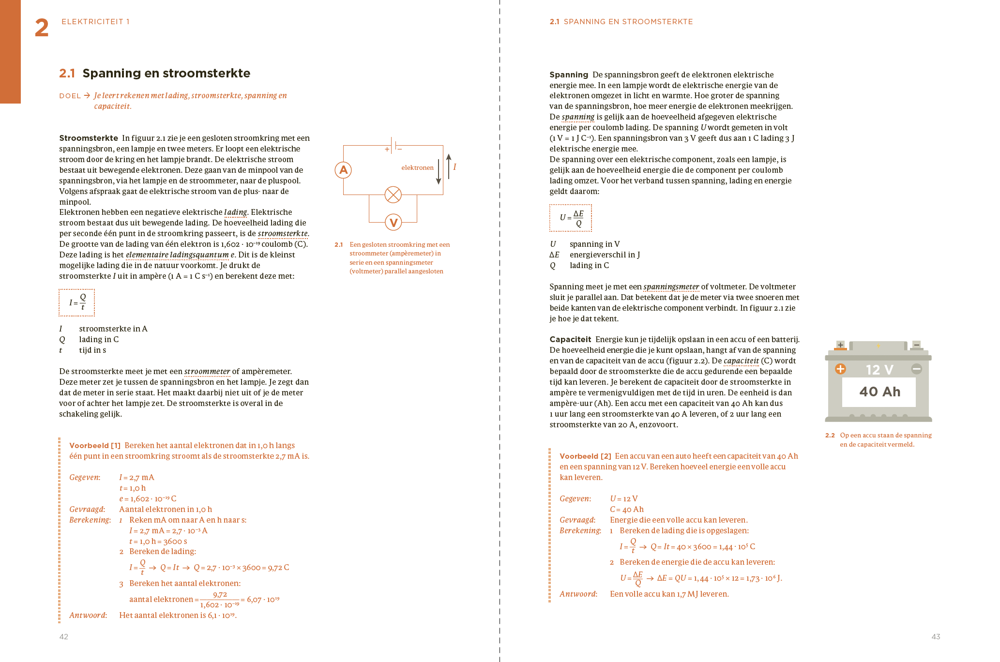 2 ELEKTRICITEIT 1
2.1 Spanning en stroomsterkte
DOEL → Je leert rekenen met lading, stroomsterkte, spanning en
capaciteit.
Stroomsterkte In figuur 2.1 zie je een gesloten stroomkring met een
spanningsbron, een lampje en twee meters. Er loopt een elektrische
stroom door de kring en het lampje brandt. De elektrische stroom
bestaat uit bewegende elektronen. Deze gaan van de minpool van de
spanningsbron, via het lampje en de stroommeter, naar de pluspool.
Volgens afspraak gaat de elektrische stroom van de plus- naar de
minpool.
Elektronen hebben een negatieve elektrische lading. Elektrische
stroom bestaat dus uit bewegende lading. De hoeveelheid lading die
per seconde één punt in de stroomkring passeert, is de stroomsterkte.
De grootte van de lading van één elektron is 1,602 · 10⁻¹⁹ coulomb (C).
Deze lading is het elementaire ladingsquantum e. Dit is de kleinst
mogelijke lading die in de natuur voorkomt. Je drukt de
stroomsterkte I uit in ampère (1 A = 1 C s⁻¹) en berekent deze met:
I = Q/t
I stroomsterkte in A
Q lading in C
t tijd in s
De stroomsterkte meet je met een stroommeter of ampèremeter.
Deze meter zet je tussen de spanningsbron en het lampje. Je zegt dan
dat de meter in serie staat. Het maakt daarbij niet uit of je de meter
voor of achter het lampje zet. De stroomsterkte is overal in de
schakeling gelijk.
Voorbeeld [1] Bereken het aantal elektronen dat in 1,0 h langs
één punt in een stroomkring stroomt als de stroomsterkte 2,7 mA is.
Gegeven: I = 2,7 mA
t = 1,0 h
e = 1,602 · 10⁻¹⁹ C
Gevraagd: Aantal elektronen in 1,0 h
Berekening: 1 Reken mA om naar A en h naar s:
I = 2,7 mA = 2,7 · 10⁻³ A
t = 1,0 h = 3600 s
2 Bereken de lading:
I = Q/t → Q = It → Q = 2,7 · 10⁻³ × 3600 = 9,72 C
3 Bereken het aantal elektronen:
aantal elektronen = 9,72/1,602 · 10⁻¹⁹ = 6,07 · 10¹⁹
Antwoord: Het aantal elektronen is 6,1 · 10¹⁹.
42
+ −
A
elektronen
I
V
2.1 Een gesloten stroomkring met een
stroommeter (ampèremeter) in
serie en een spanningsmeter
(voltmeter) parallel aangesloten
2.1 SPANNING EN STROOMSTERKTE
Spanning De spanningsbron geeft de elektronen elektrische
energie mee. In een lampje wordt de elektrische energie van de
elektronen omgezet in licht en warmte. Hoe groter de spanning
van de spanningsbron, hoe meer energie de elektronen meekrijgen.
De spanning is gelijk aan de hoeveelheid afgegeven elektrische
energie per coulomb lading. De spanning U wordt gemeten in volt
(1 V = 1 J C⁻¹). Een spanningsbron van 3 V geeft dus aan 1 C lading 3 J
elektrische energie mee.
De spanning over een elektrische component, zoals een lampje, is
gelijk aan de hoeveelheid energie die de component per coulomb
lading omzet. Voor het verband tussen spanning, lading en energie
geldt daarom:
U = ΔE/Q
U spanning in V
ΔE energieverschil in J
Q lading in C
Spanning meet je met een spanningsmeter of voltmeter. De voltmeter
sluit je parallel aan. Dat betekent dat je de meter via twee snoeren met
beide kanten van de elektrische component verbindt. In figuur 2.1 zie
je hoe je dat tekent.
Capaciteit Energie kun je tijdelijk opslaan in een accu of een batterij.
De hoeveelheid energie die je kunt opslaan, hangt af van de spanning
en van de capaciteit van de accu (figuur 2.2). De capaciteit (C) wordt
bepaald door de stroomsterkte die de accu gedurende een bepaalde
tijd kan leveren. Je berekent de capaciteit door de stroomsterkte in
ampère te vermenigvuldigen met de tijd in uren. De eenheid is dan
ampère-uur (Ah). Een accu met een capaciteit van 40 Ah kan dus
1 uur lang een stroomsterkte van 40 A leveren, of 2 uur lang een
stroomsterkte van 20 A, enzovoort.
+ −
+ 12 V −
40 Ah
2.2 Op een accu staan de spanning
en de capaciteit vermeld.
Voorbeeld [2] Een accu van een auto heeft een capaciteit van 40 Ah
en een spanning van 12 V. Bereken hoeveel energie een volle accu
kan leveren.
Gegeven: U = 12 V
C = 40 Ah
Gevraagd: Energie die een volle accu kan leveren.
Berekening: 1 Bereken de lading die is opgeslagen:
I = Q/t → Q = It = 40 × 3600 = 1,44 · 10⁵ C
2 Bereken de energie die de accu kan leveren:
U = ΔE/Q → ΔE = QU = 1,44 · 10⁵ × 12 = 1,73 · 10⁶ J.
Antwoord: Een volle accu kan 1,7 MJ leveren.
43